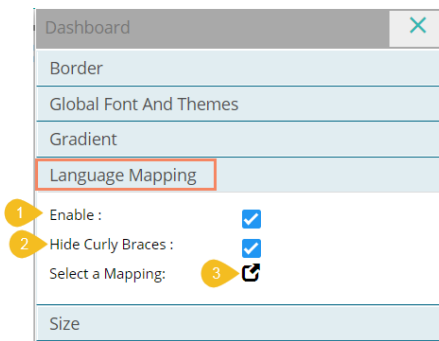 Dashboard
Border
Global Font And Themes
Gradient
Language Mapping
1 Enable :
2 Hide Curly Braces :
Select a Mapping: 3
Size